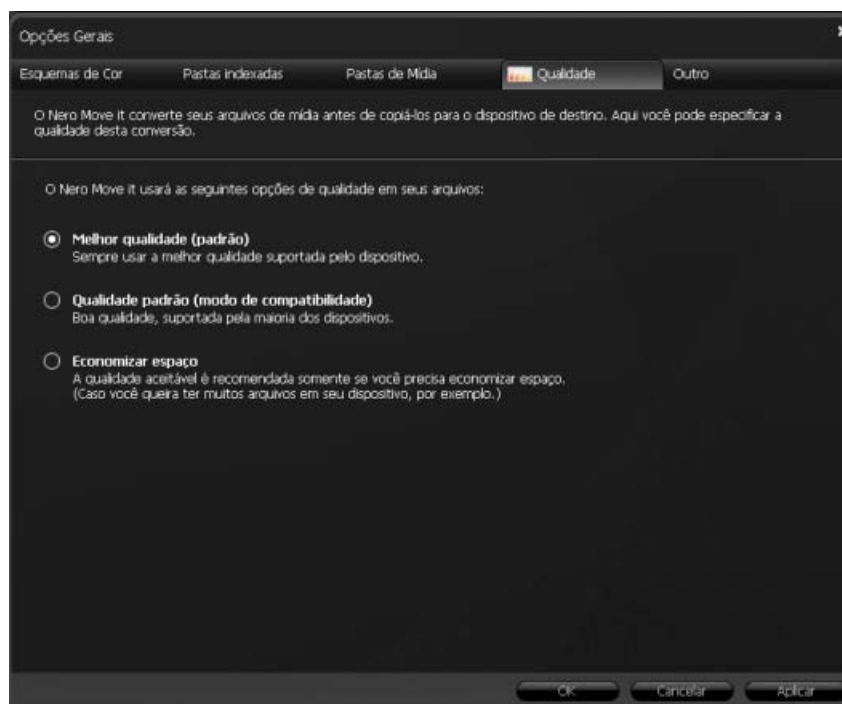 Opções Gerais
Esquemas de Cor Pastas indexadas Pastas de Mídia Qualidade Outro
O Nero Move it converte seus arquivos de mídia antes de copiá-los para o dispositivo de destino. Aqui você pode especificar a
qualidade desta conversão.
O Nero Move it usará as seguintes opções de qualidade em seus arquivos:
Melhor qualidade (padrão)
Sempre usar a melhor qualidade suportada pelo dispositivo.
Qualidade padrão (modo de compatibilidade)
Boa qualidade, suportada pela maioria dos dispositivos.
Economizar espaço
A qualidade aceitável é recomendada somente se você precisa economizar espaço.
(Caso você queira ter muitos arquivos em seu dispositivo, por exemplo.)
OK Cancelar Aplicar